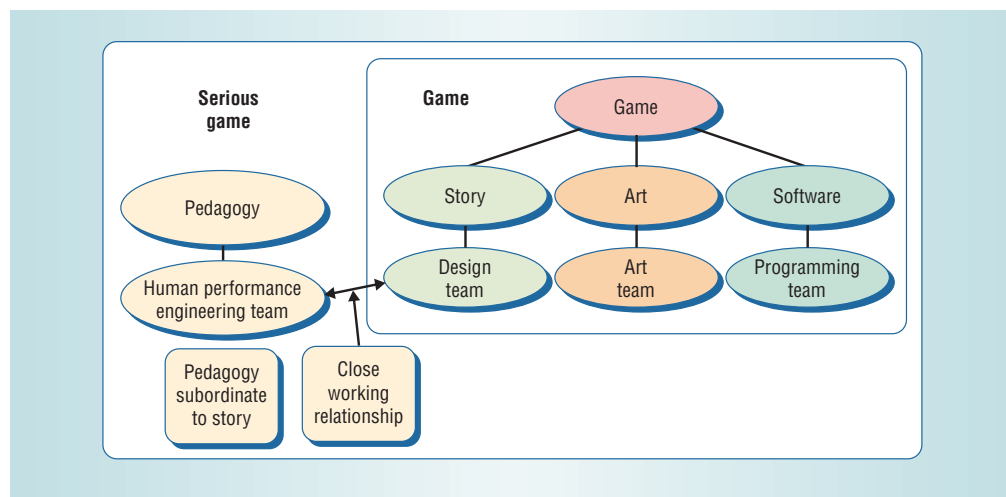 Serious
game
Game
Game
Story
Art
Software
Pedagogy
Design
team
Art
team
Programming
team
Human performance
engineering team
Pedagogy
subordinate
to story
Close
working
relationship